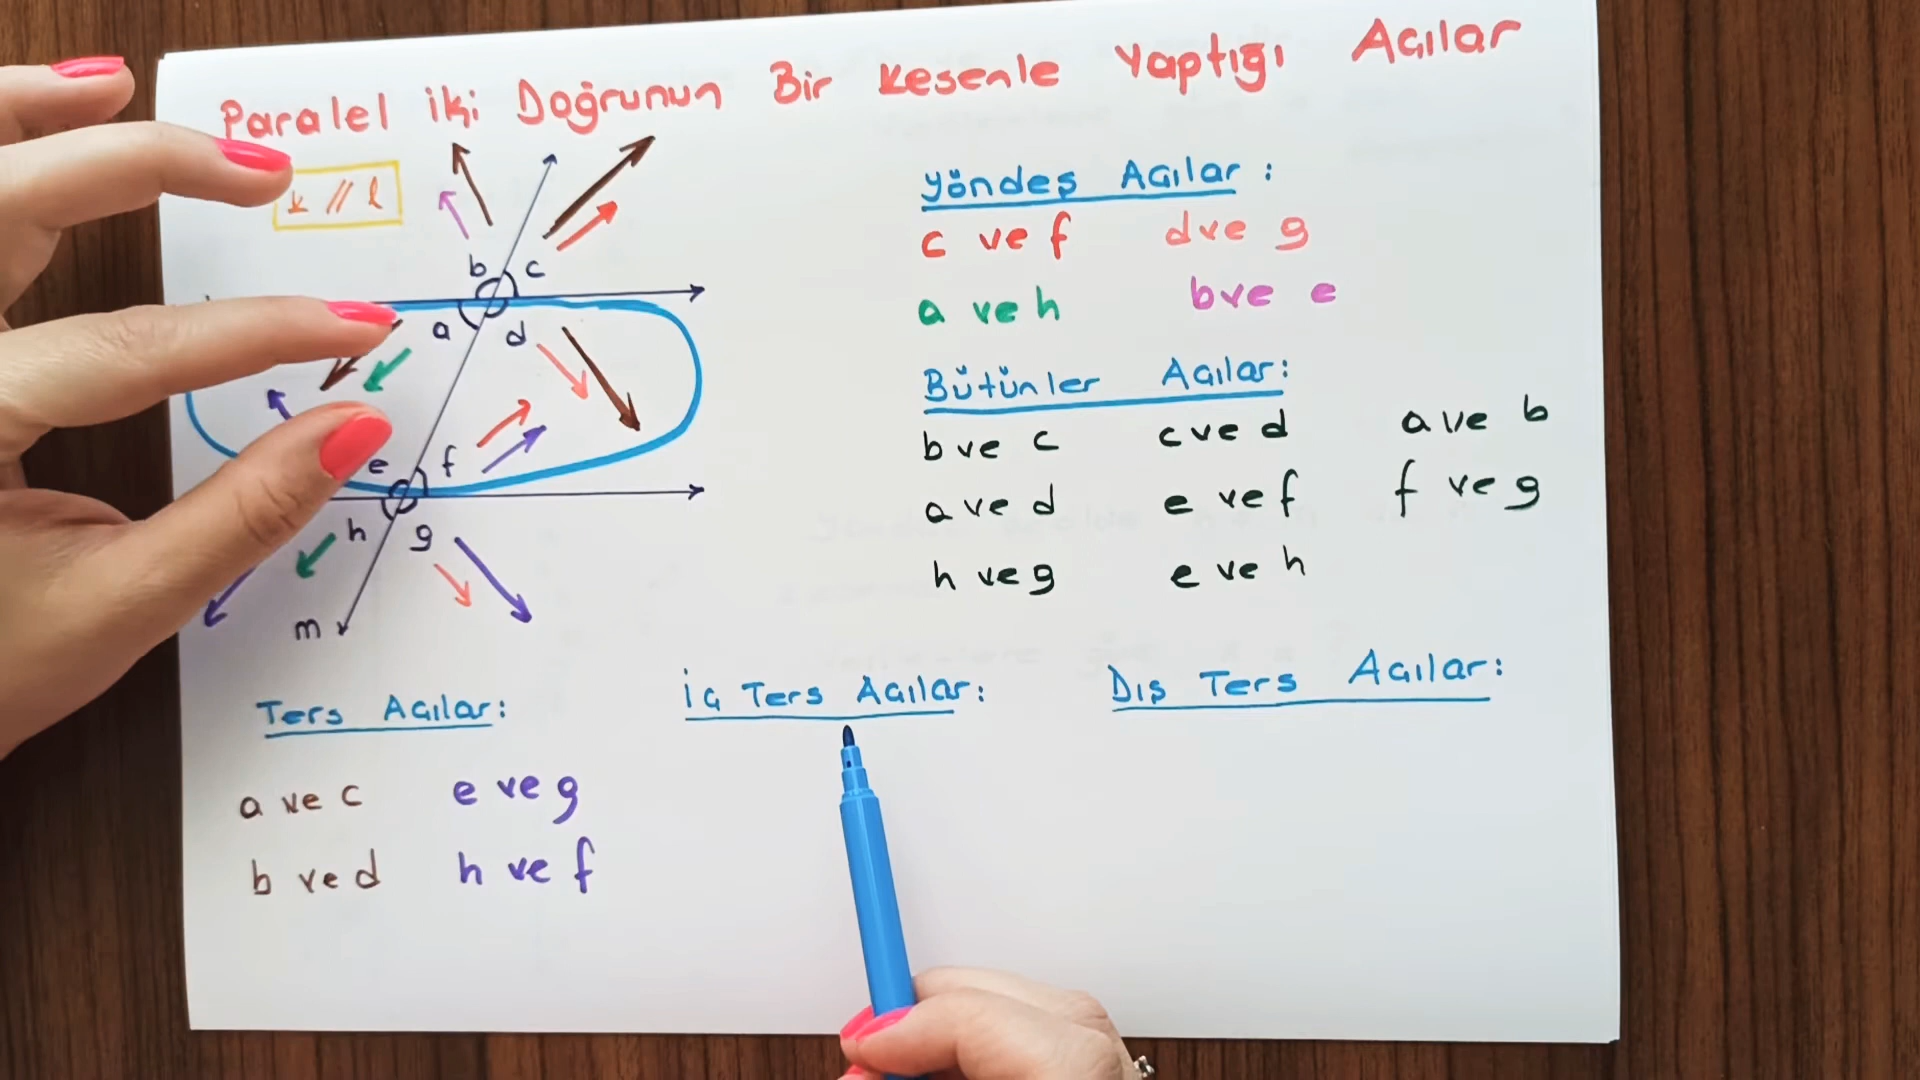 Paralel iki Doğrunun Bir Kesenle Yaptığı Açılar
k // l
b c
a d
e f
h g
m
Yöndeş Açılar :
c ve f d ve g
a ve h b ve e
Bütünler Açılar :
b ve c c ve d a ve b
a ve d e ve f f ve g
h ve g e ve h
Ters Açılar :
a ve c e ve g
b ve d h ve f
İç Ters Açılar :
Dış Ters Açılar :